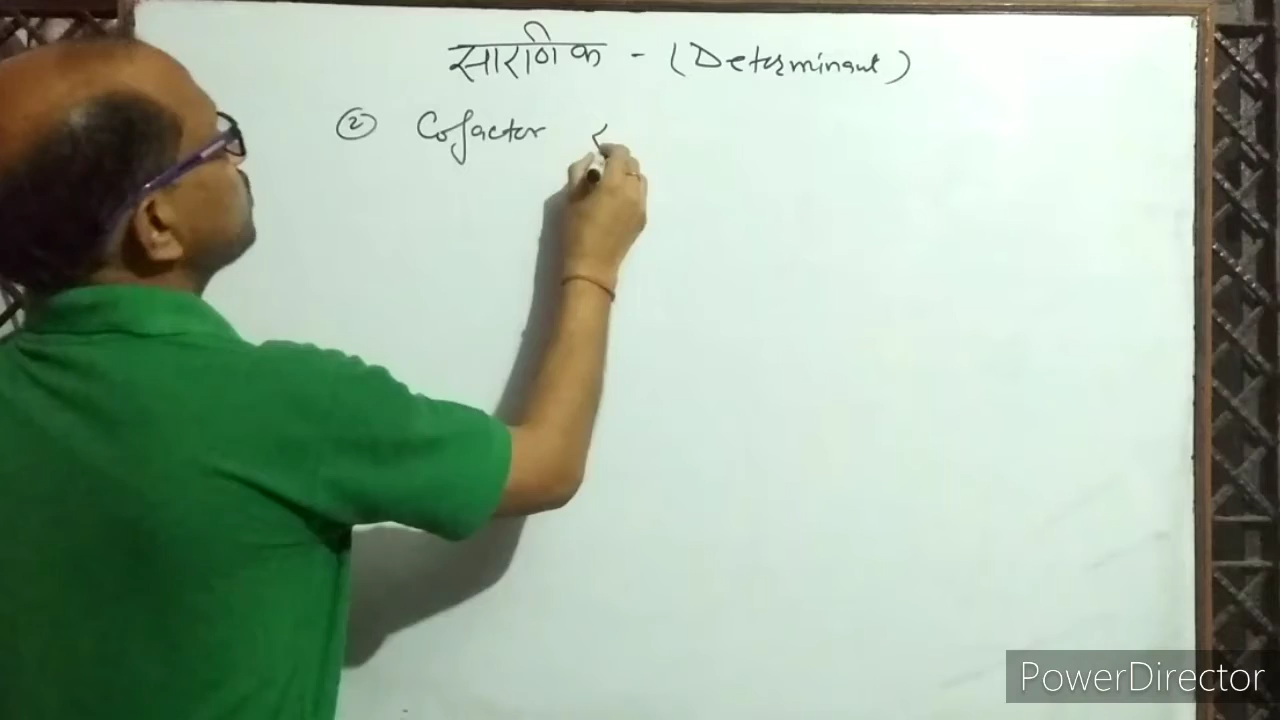 सारणिक - (Determinant)
② Cofactor
PowerDirector